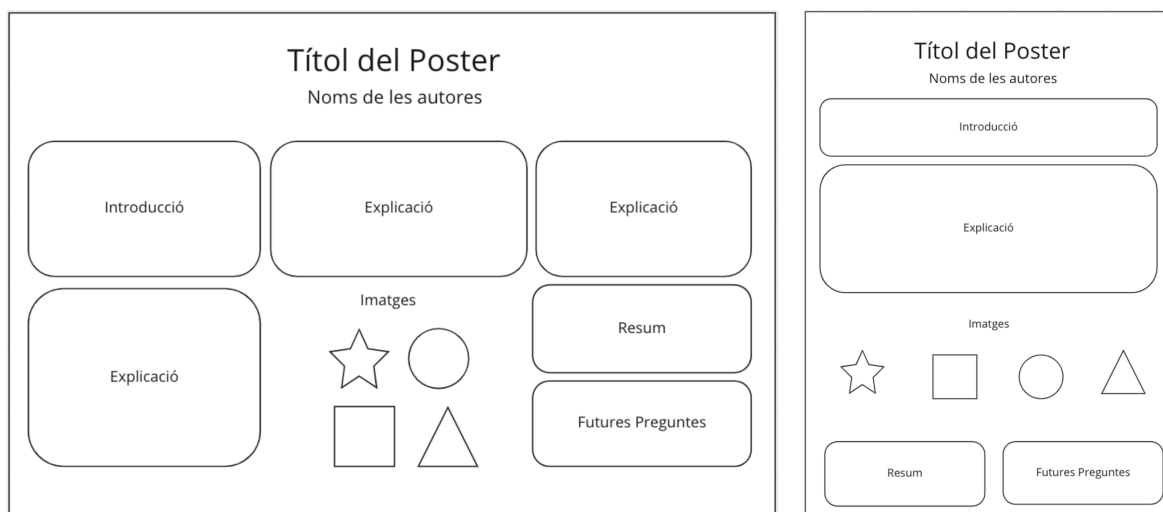 Títol del Poster
Noms de les autores
Introducció
Explicació
Explicació
Explicació
Imatges
Resum
Futures Preguntes
Títol del Poster
Noms de les autores
Introducció
Explicació
Imatges
Resum
Futures Preguntes